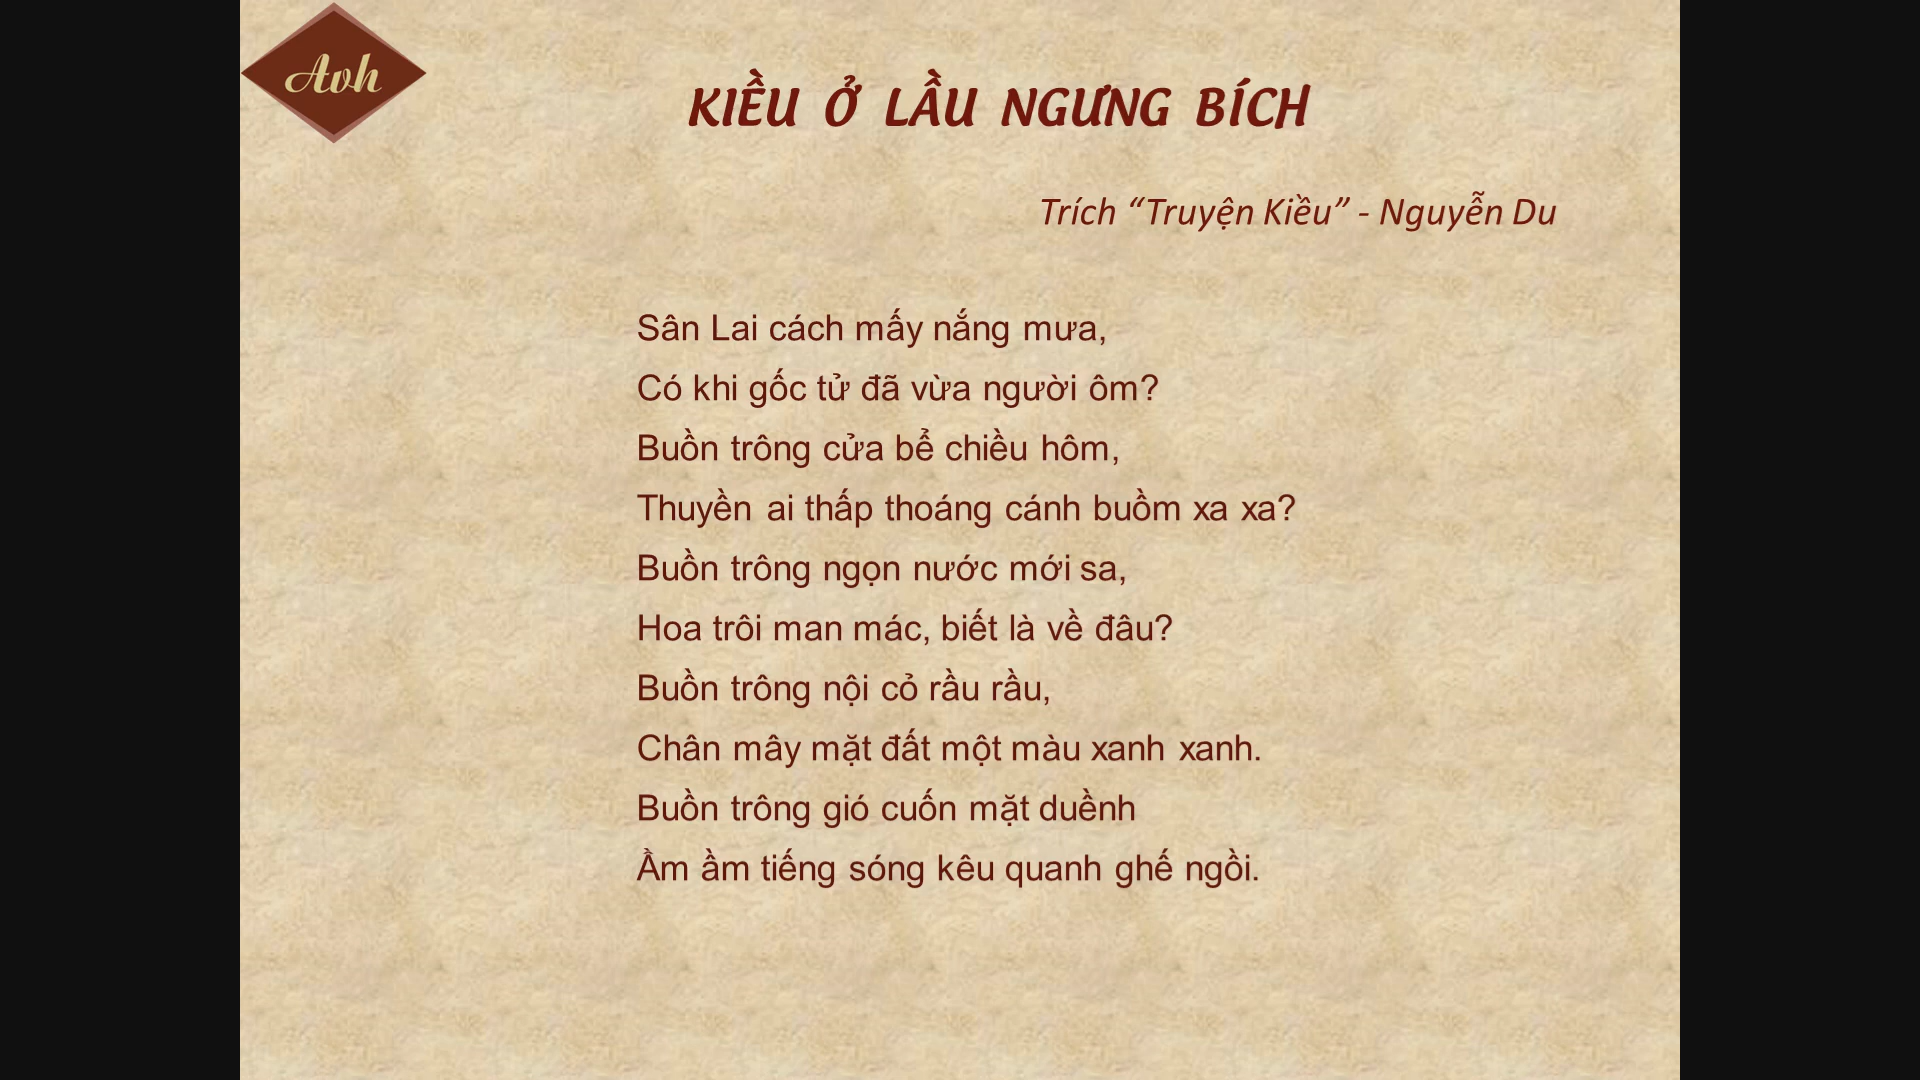 Avh
KIỀU Ở LẦU NGƯNG BÍCH
Trích “Truyện Kiều” - Nguyễn Du
Sân Lai cách mấy nắng mưa,
Có khi gốc tử đã vừa người ôm?
Buồn trông cửa bể chiều hôm,
Thuyền ai thấp thoáng cánh buồm xa xa?
Buồn trông ngọn nước mới sa,
Hoa trôi man mác, biết là về đâu?
Buồn trông nội cỏ rầu rầu,
Chân mây mặt đất một màu xanh xanh.
Buồn trông gió cuốn mặt duềnh
Ầm ầm tiếng sóng kêu quanh ghế ngồi.